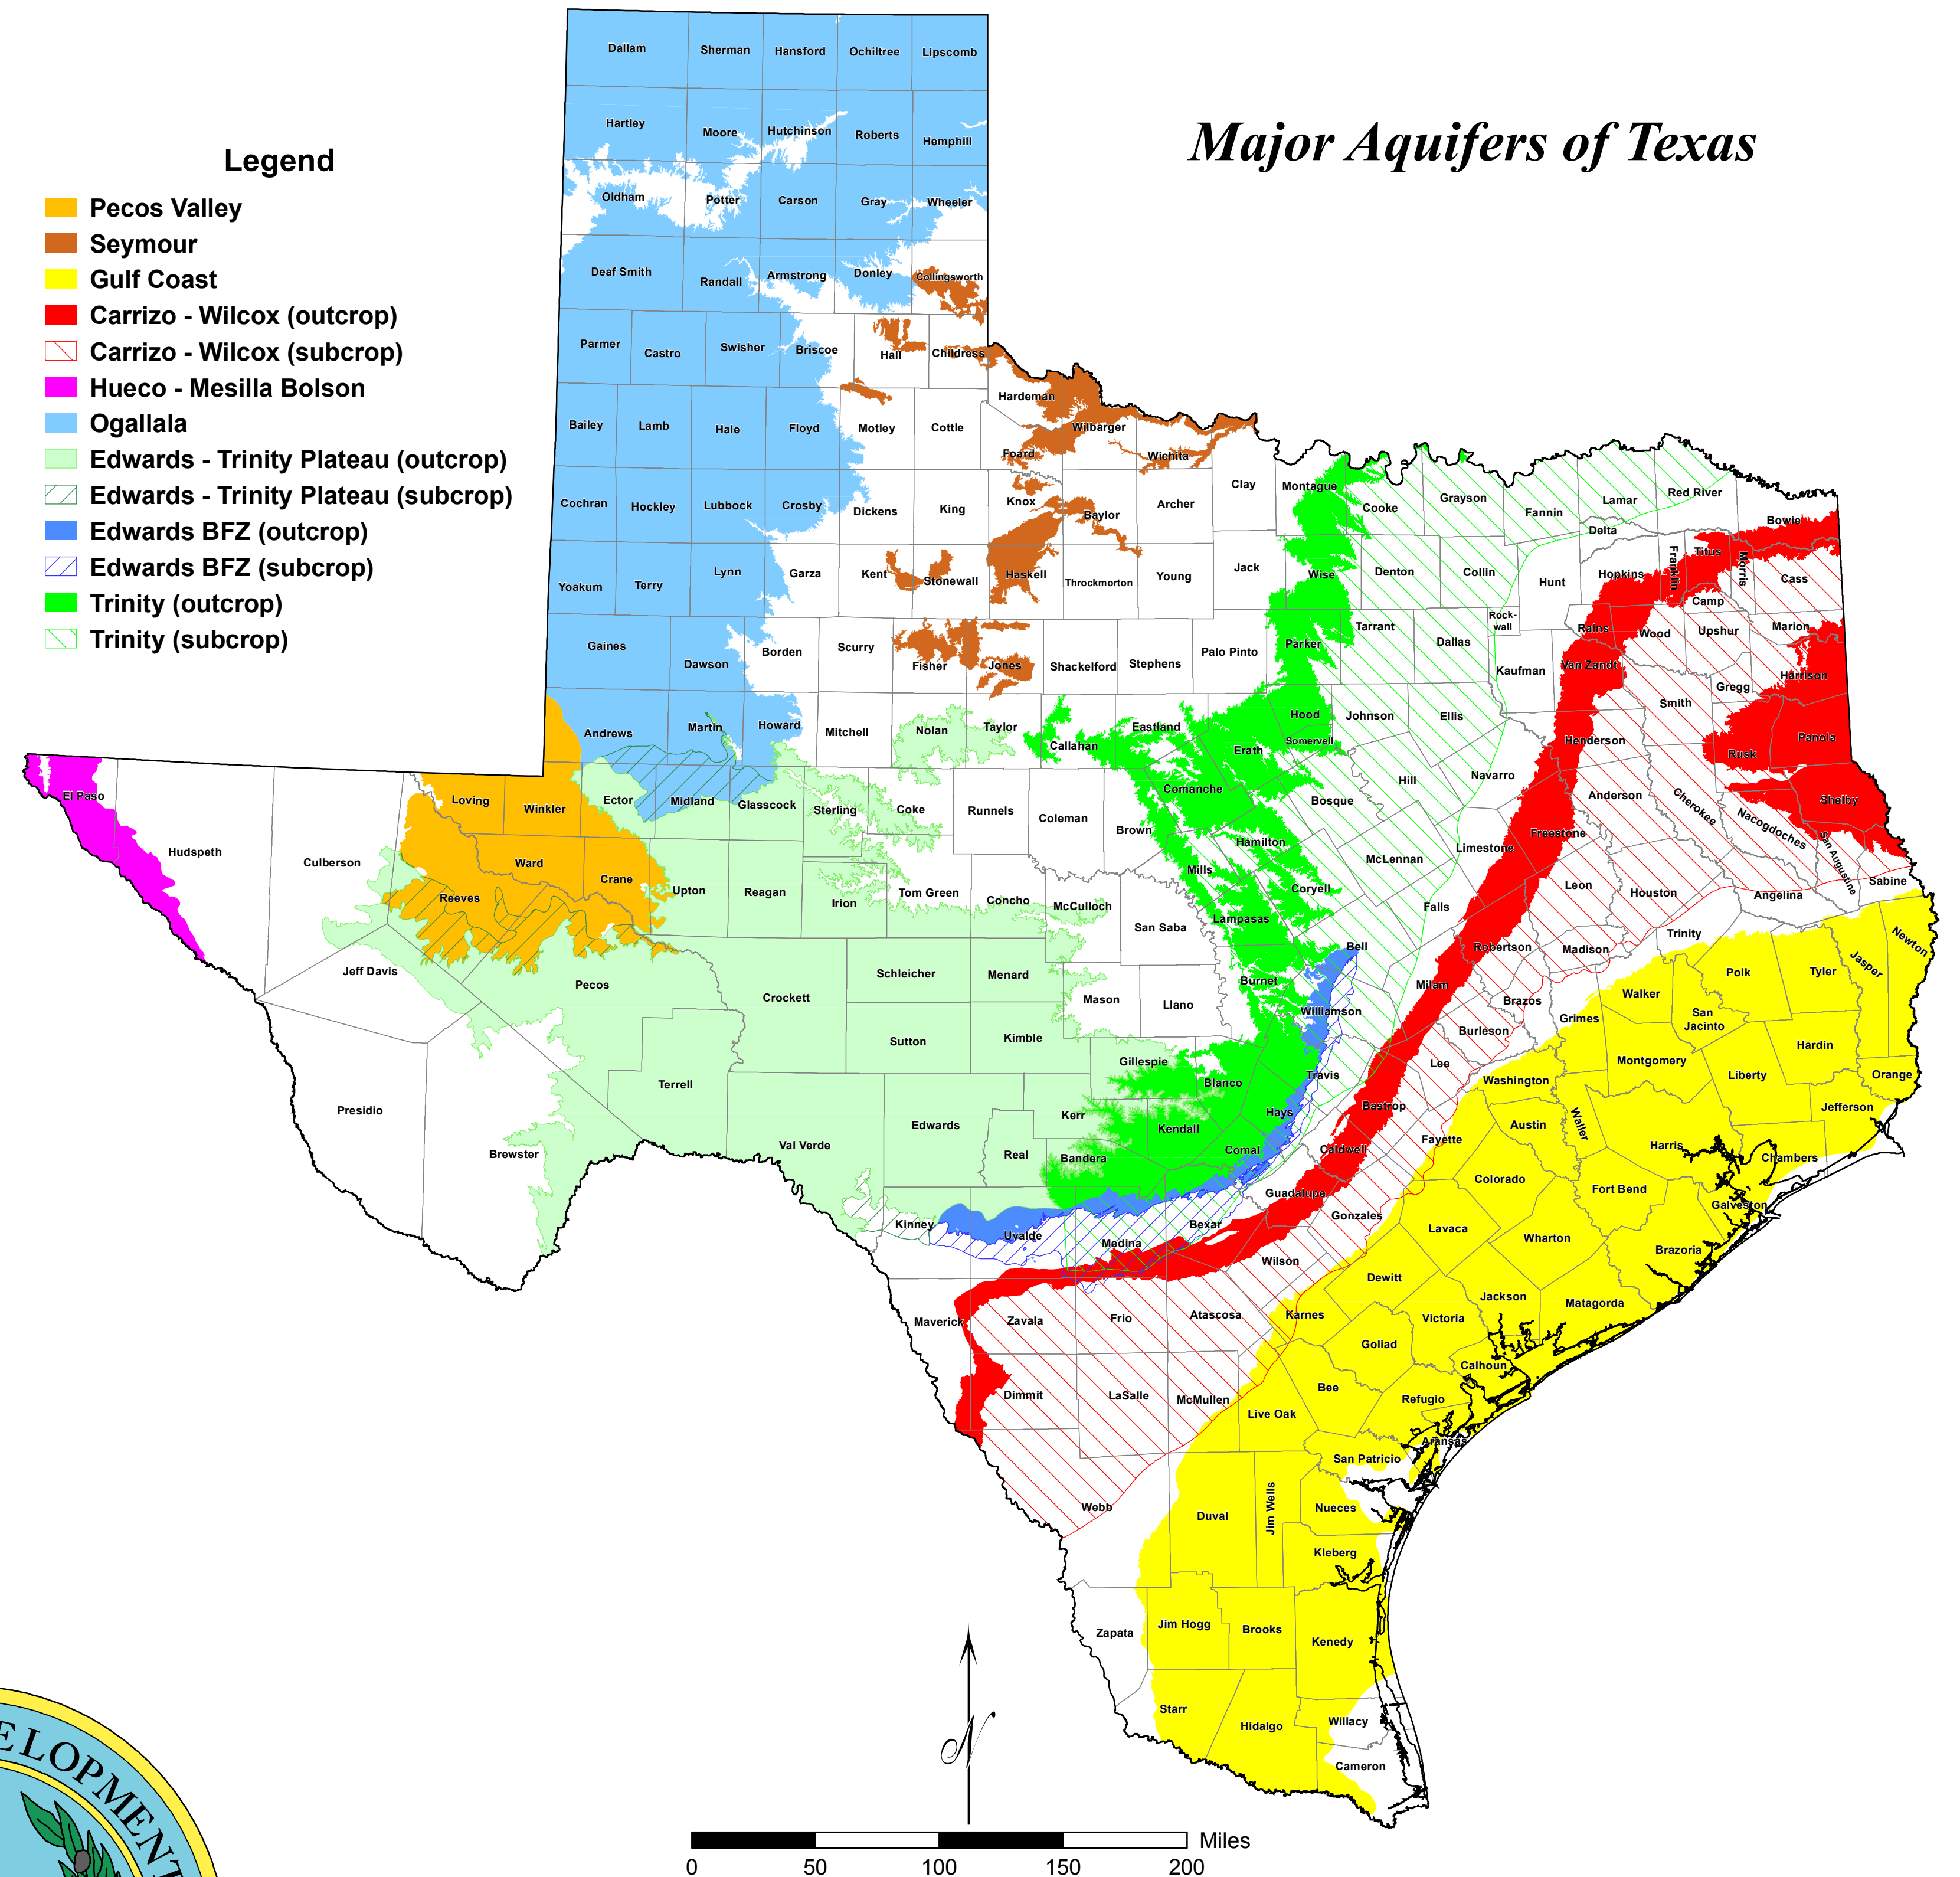 Major Aquifers of Texas
Legend
Pecos Valley
Seymour
Gulf Coast
Carrizo - Wilcox (outcrop)
Carrizo - Wilcox (subcrop)
Hueco - Mesilla Bolson
Ogallala
Edwards - Trinity Plateau (outcrop)
Edwards - Trinity Plateau (subcrop)
Edwards BFZ (outcrop)
Edwards BFZ (subcrop)
Trinity (outcrop)
Trinity (subcrop)
Dallam
Sherman
Hansford
Ochiltree
Lipscomb
Hartley
Moore
Hutchinson
Roberts
Hemphill
Oldham
Potter
Carson
Gray
Wheeler
Deaf Smith
Randall
Armstrong
Donley
Collingsworth
Parmer
Castro
Swisher
Briscoe
Hall
Childress
Hardeman
Bailey
Lamb
Hale
Floyd
Motley
Cottle
Foard
Wilbarger
Wichita
Cochran
Hockley
Lubbock
Crosby
Dickens
King
Knox
Baylor
Archer
Clay
Montague
Cooke
Grayson
Fannin
Lamar
Red River
Delta
Bowie
Yoakum
Terry
Lynn
Garza
Kent
Stonewall
Haskell
Throckmorton
Young
Jack
Wise
Denton
Collin
Hunt
Hopkins
Franklin
Titus
Morris
Cass
Camp
Gaines
Dawson
Borden
Scurry
Fisher
Jones
Shackelford
Stephens
Palo Pinto
Parker
Tarrant
Dallas
Rock-
wall
Kaufman
Rains
Van Zandt
Wood
Upshur
Marion
Harrison
Gregg
Smith
Andrews
Martin
Howard
Mitchell
Nolan
Taylor
Callahan
Eastland
Erath
Hood
Somervell
Johnson
Ellis
Henderson
Rusk
Panola
El Paso
Hudspeth
Culberson
Loving
Winkler
Ector
Midland
Glasscock
Sterling
Coke
Runnels
Coleman
Brown
Comanche
Hamilton
Bosque
Hill
Navarro
Anderson
Cherokee
Nacogdoches
Shelby
San Augustine
Sabine
Reeves
Ward
Crane
Upton
Reagan
Irion
Tom Green
Concho
McCulloch
San Saba
Mills
Lampasas
Coryell
McLennan
Limestone
Freestone
Falls
Leon
Houston
Angelina
Trinity
Jeff Davis
Pecos
Crockett
Schleicher
Menard
Mason
Llano
Burnet
Bell
Williamson
Milam
Robertson
Madison
Brazos
Grimes
Walker
San
Jacinto
Polk
Tyler
Jasper
Newton
Presidio
Brewster
Terrell
Val Verde
Sutton
Kimble
Gillespie
Blanco
Travis
Lee
Burleson
Washington
Montgomery
Liberty
Hardin
Orange
Jefferson
Edwards
Real
Kerr
Kendall
Bandera
Hays
Comal
Bastrop
Caldwell
Fayette
Austin
Waller
Harris
Chambers
Galveston
Kinney
Uvalde
Medina
Bexar
Guadalupe
Gonzales
Lavaca
Colorado
Fort Bend
Wharton
Brazoria
Maverick
Zavala
Frio
Atascosa
Wilson
Karnes
Dewitt
Victoria
Jackson
Matagorda
Goliad
Calhoun
Dimmit
LaSalle
McMullen
Live Oak
Bee
Refugio
Aransas
San Patricio
Webb
Duval
Jim Wells
Nueces
Kleberg
Zapata
Jim Hogg
Brooks
Kenedy
Starr
Hidalgo
Willacy
Cameron
N
Miles
0 50 100 150 200
ELOPMENT